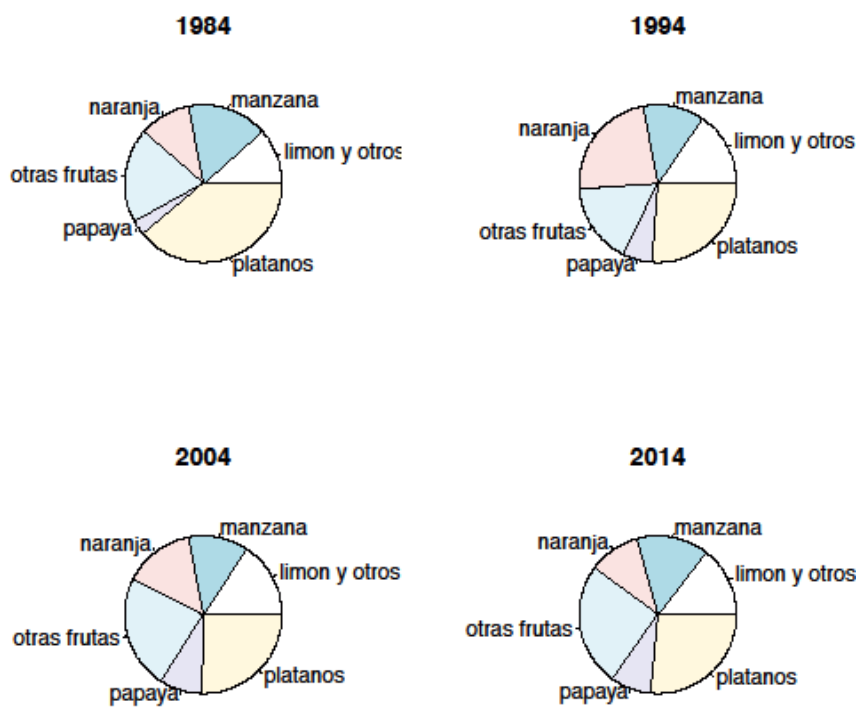 1984
manzana
naranja
limon y otros
otras frutas
papaya
platanos
1994
manzana
naranja
limon y otros
otras frutas
papaya
platanos
2004
manzana
naranja
limon y otros
otras frutas
papaya
platanos
2014
manzana
naranja
limon y otros
otras frutas
papaya
platanos